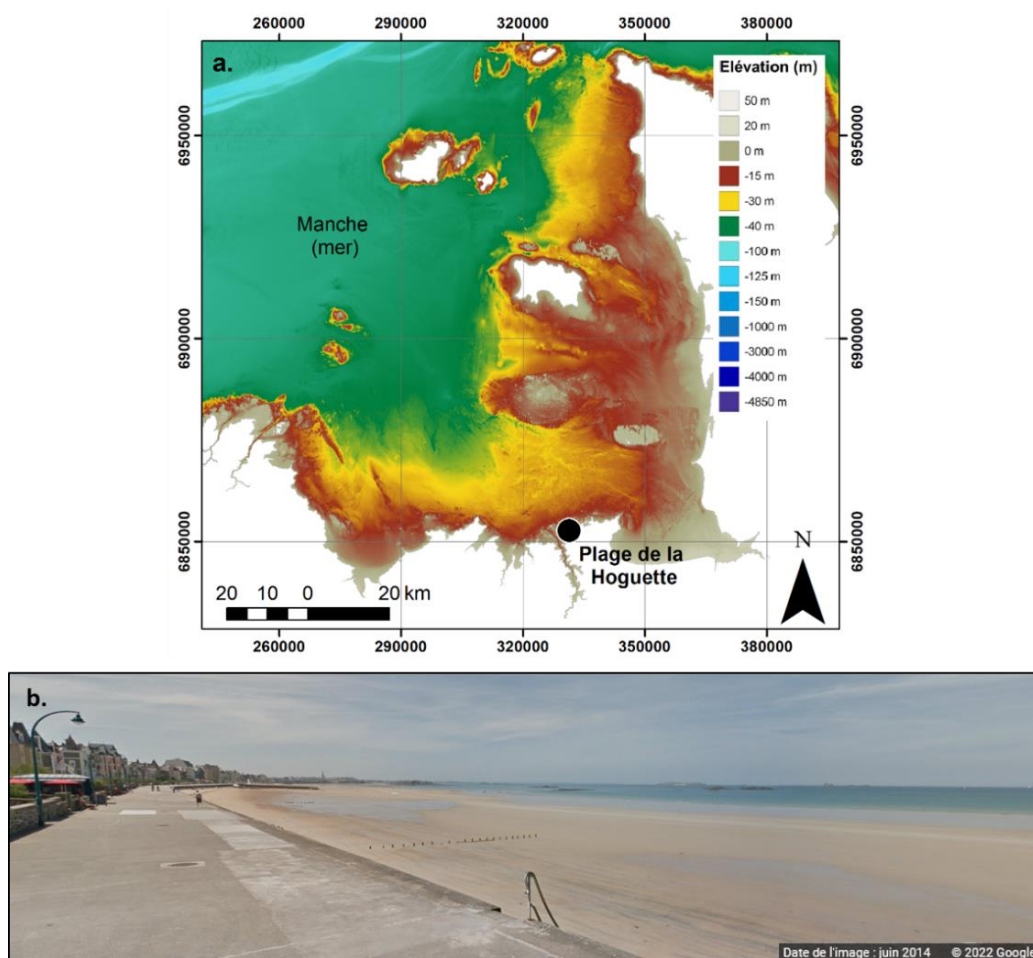 260000 290000 320000 350000 380000
a.
Elévation (m)
50 m
20 m
0 m
-15 m
-30 m
-40 m
-100 m
-125 m
-150 m
-1000 m
-3000 m
-4000 m
-4850 m
6950000
6950000
Manche
(mer)
6900000
6900000
6850000
6850000
Plage de la
Hoguette
N
20 10 0 20 km
260000 290000 320000 350000 380000
b.
Date de l'image : juin 2014 © 2022 Google